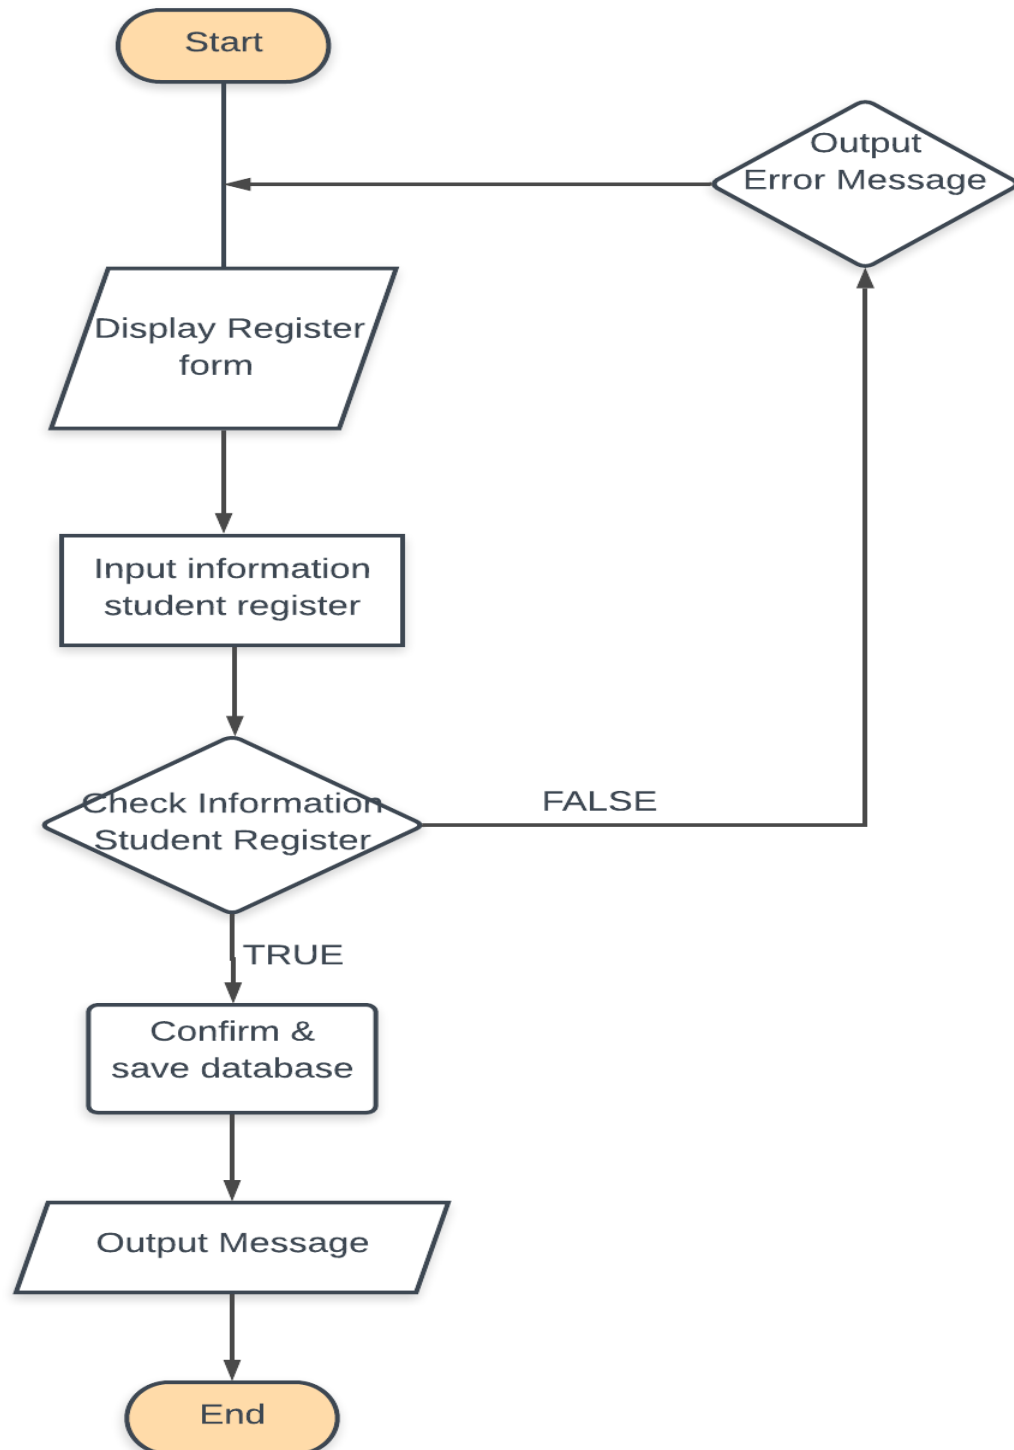 Start
Output
Error Message
Display Register
form
Input information
student register
Check Information
Student Register
FALSE
TRUE
Confirm &
save database
Output Message
End